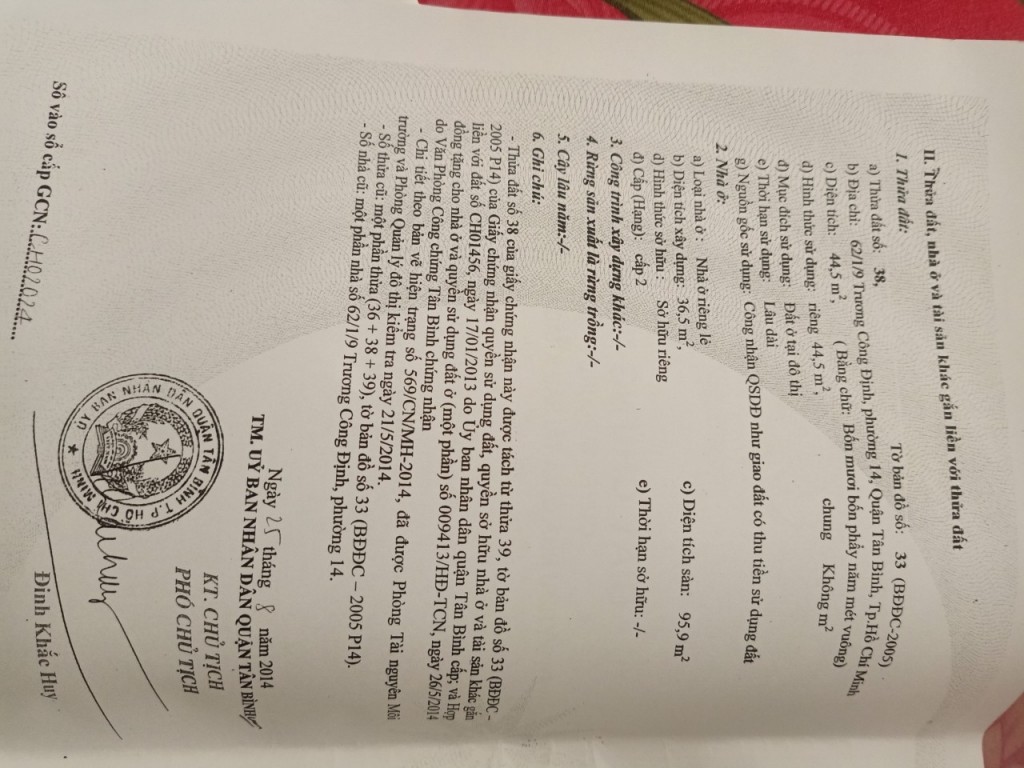 II. Thửa đất, nhà ở và tài sản khác gắn liền với thửa đất
1. Thửa đất:
a) Thửa đất số: 38, Tờ bản đồ số: 33 (BĐĐC-2005)
b) Địa chỉ: 62/1/9 Trương Công Định, phường 14, Quận Tân Bình, Tp.Hồ Chí Minh
c) Diện tích: 44,5 m², ( Bằng chữ: Bốn mươi bốn phẩy năm mét vuông)
d) Hình thức sử dụng: riêng 44,5 m², chung Không m²
đ) Mục đích sử dụng: Đất ở tại đô thị
e) Thời hạn sử dụng: Lâu dài
g) Nguồn gốc sử dụng: Công nhận QSDĐ như giao đất có thu tiền sử dụng đất
2. Nhà ở:
a) Loại nhà ở : Nhà ở riêng lẻ
b) Diện tích xây dựng: 36,5 m², c) Diện tích sàn: 95,9 m²
d) Hình thức sở hữu : Sở hữu riêng
đ) Cấp (Hạng): cấp 2 e) Thời hạn sở hữu: -/-
3. Công trình xây dựng khác:-/-
4. Rừng sản xuất là rừng trồng:-/-
5. Cây lâu năm:-/-
6. Ghi chú:
- Thửa đất số 38 của giấy chứng nhận này được tách từ thửa 39, tờ bản đồ số 33 (BĐĐC -
2005 P14) của Giấy chứng nhận quyền sử dụng đất, quyền sở hữu nhà ở và tài sản khác gắn
liền với đất số CH01456, ngày 17/01/2013 do Ủy ban nhân dân quận Tân Bình cấp; và Hợp
đồng tặng cho nhà ở và quyền sử dụng đất ở (một phần) số 009413/HĐ-TCN, ngày 26/5/2014
do Văn Phòng Công chứng Tân Bình chứng nhận
- Chi tiết theo bản vẽ hiện trạng số 569/CN/MH-2014, đã được Phòng Tài nguyên Môi
trường và Phòng Quản lý đô thị kiểm tra ngày 21/5/2014.
- Số thửa cũ: một phần thửa (36 + 38 + 39), tờ bản đồ số 33 (BĐĐC – 2005 P14).
- Số nhà cũ: một phần nhà số 62/1/9 Trương Công Định, phường 14.
Ngày 25 tháng 8 năm 2014
TM. UỶ BAN NHÂN DÂN QUẬN TÂN BÌNH
KT. CHỦ TỊCH
PHÓ CHỦ TỊCH
ỦY BAN NHÂN DÂN QUẬN TÂN BÌNH T.P HỒ CHÍ MINH
Đinh Khắc Huy
Số vào sổ cấp GCN: CH02024